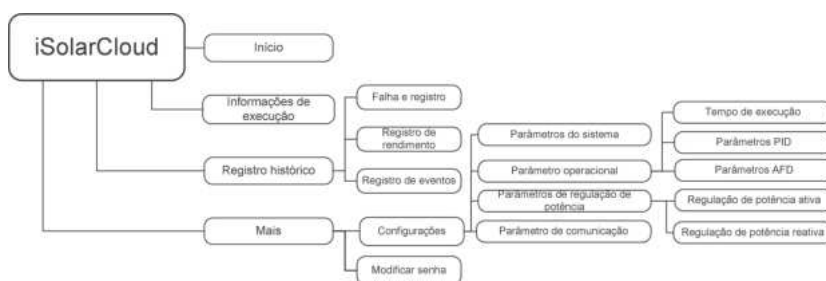 iSolarCloud
Início
Informações de
execução
Registro histórico
Mais
Falha e registro
Registro de
rendimento
Registro de eventos
Configurações
Modificar senha
Parâmetros do sistema
Parâmetro operacional
Parâmetros de regulação de
potência
Parâmetro de comunicação
Tempo de execução
Parâmetros PID
Parâmetros AFD
Regulação de potência ativa
Regulação de potência reativa